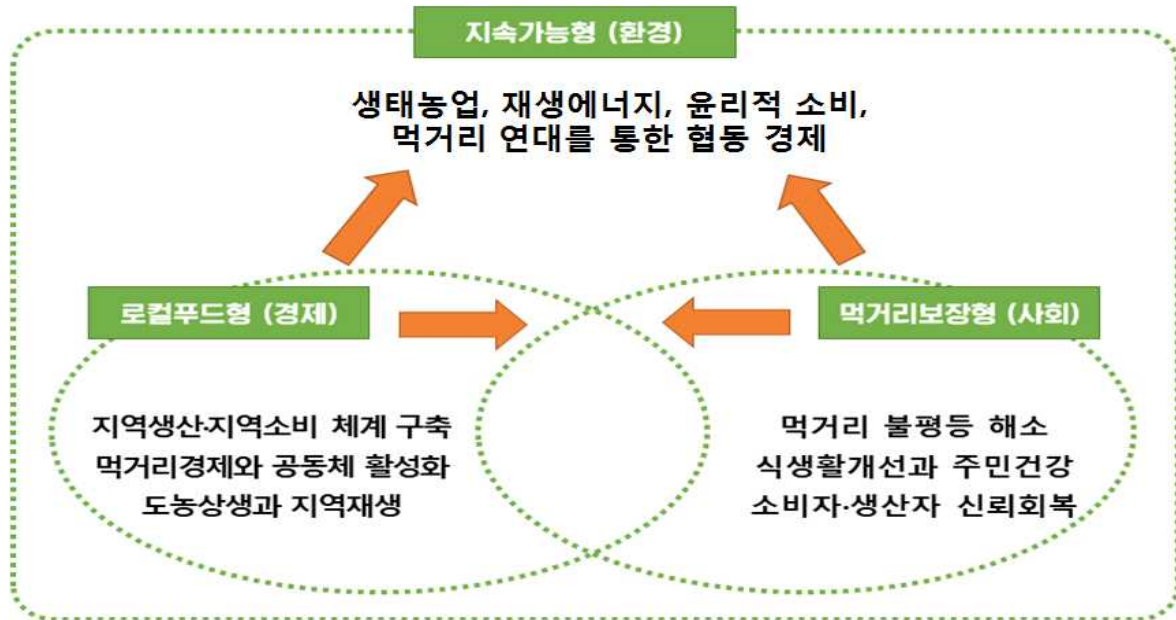 지속가능형 (환경)
생태농업, 재생에너지, 윤리적 소비,
먹거리 연대를 통한 협동 경제
로컬푸드형 (경제)
지역생산·지역소비 체계 구축
먹거리경제와 공동체 활성화
도농상생과 지역재생
먹거리보장형 (사회)
먹거리 불평등 해소
식생활개선과 주민건강
소비자·생산자 신뢰회복